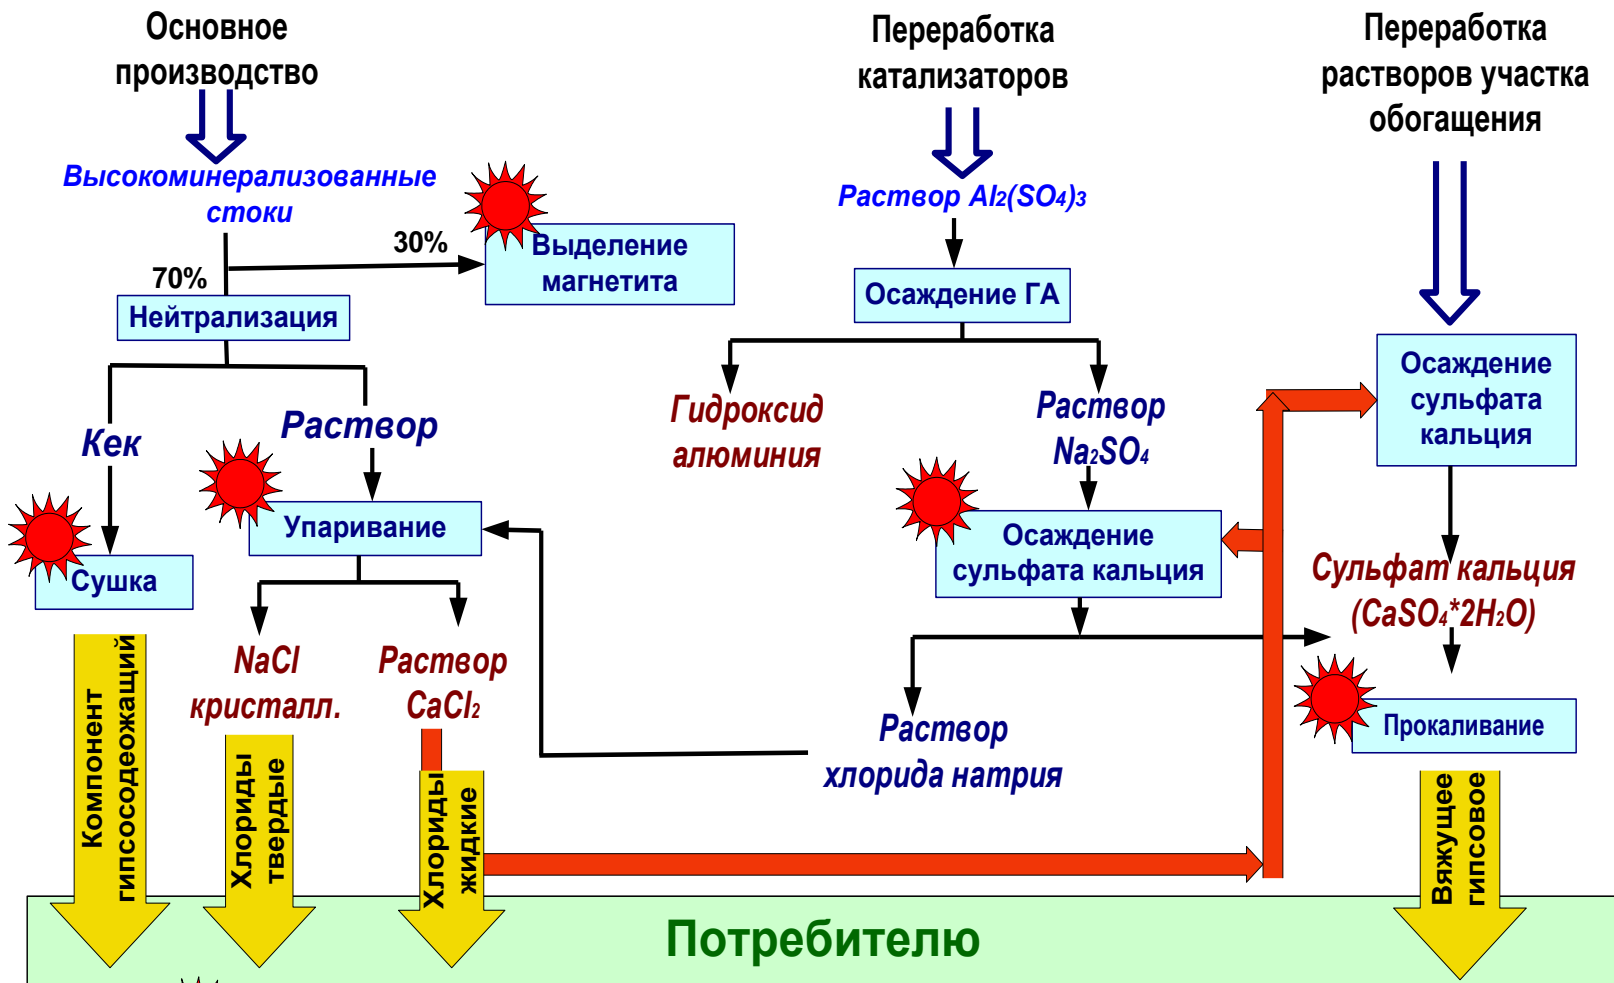 Основное
производство
Переработка
катализаторов
Переработка
растворов участка
обогащения
Высокоминерализованные
стоки
Раствор Al2(SO4)3
30%
70%
Выделение
магнетита
Осаждение ГА
Нейтрализация
Осаждение
сульфата
кальция
Кек
Раствор
Гидроксид
алюминия
Раствор
Na2SO4
Упаривание
Осаждение
сульфата кальция
Сушка
Сульфат кальция
(CaSO4*2H2O)
NaCl
кристалл.
Раствор
CaCl2
Раствор
хлорида натрия
Прокаливание
Компонент
гипсосодеожащий
Хлориды
твердые
Хлориды
жидкие
Вяжущее
гипсовое
Потребителю